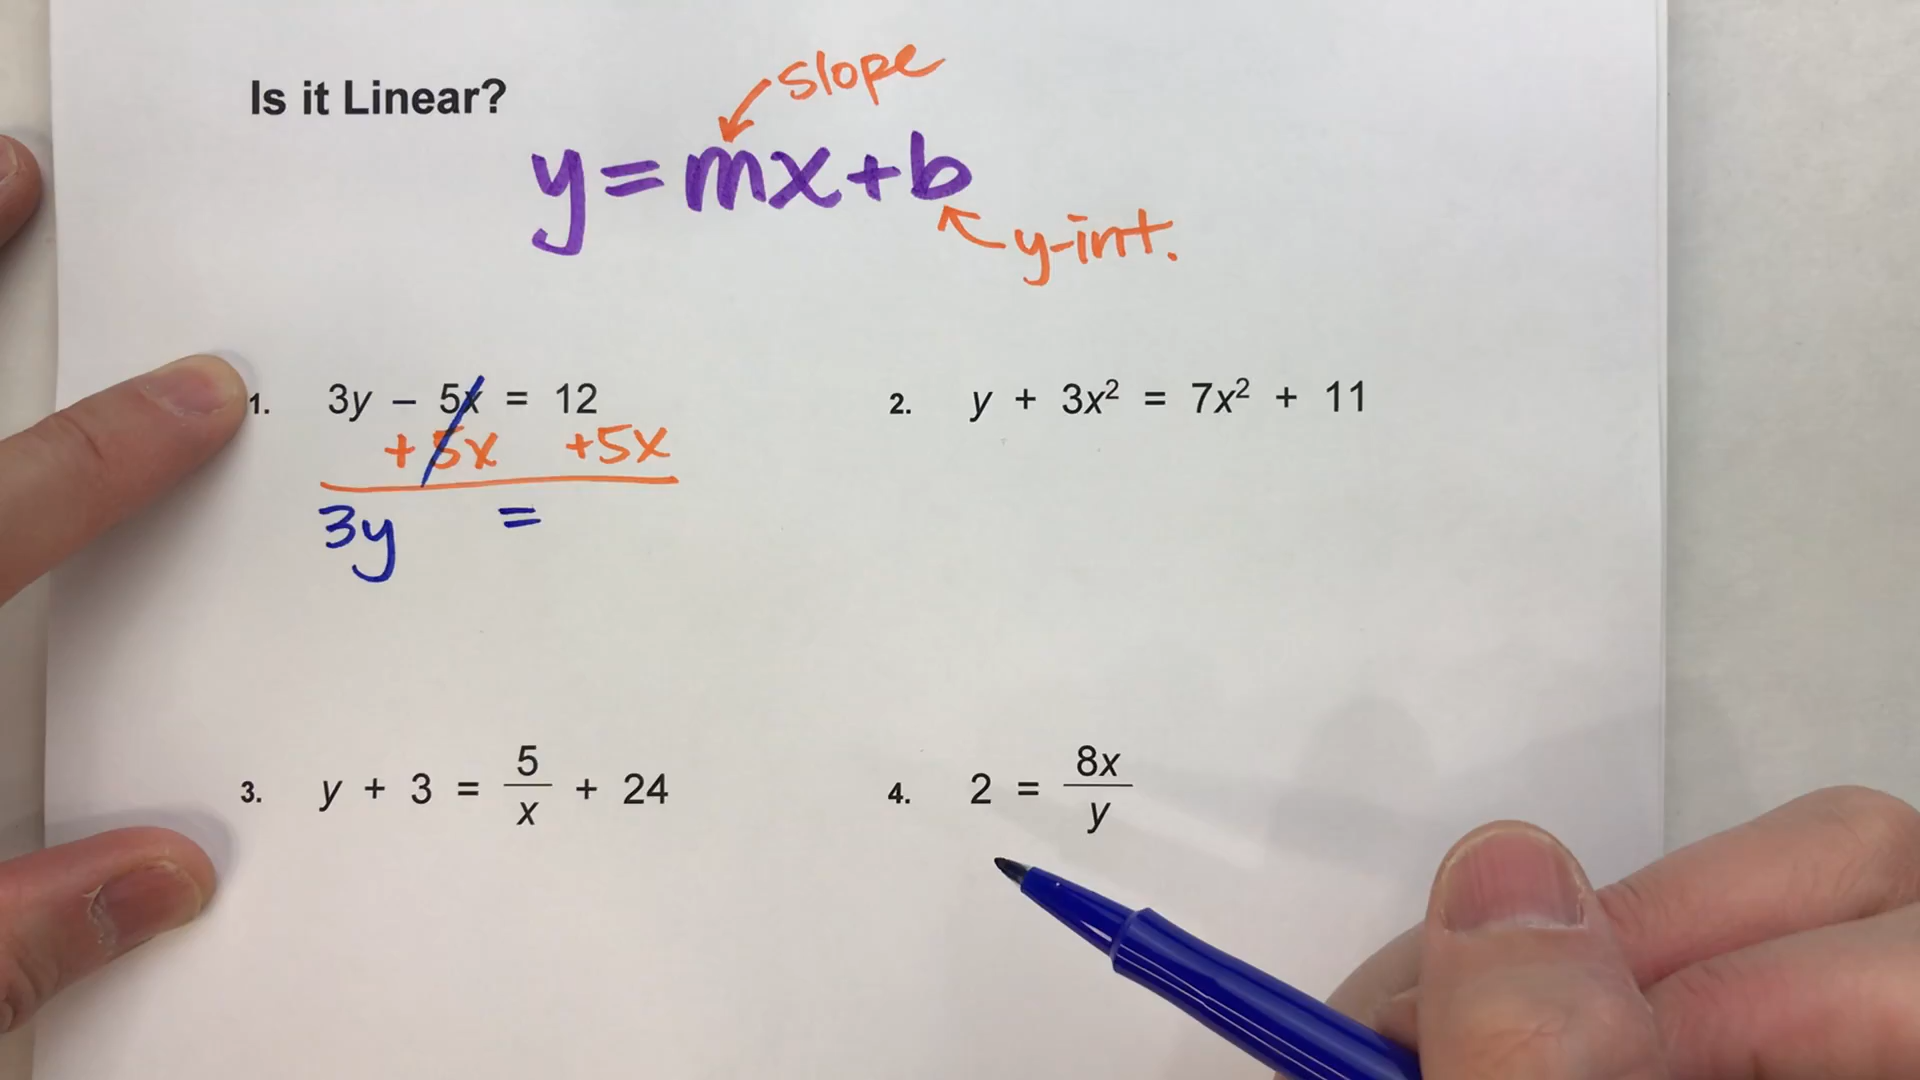 Is it Linear?
slope
y = mx + b
y-int.
1. 3y – 5x = 12
+ 5x +5x
3y =
2. y + 3x² = 7x² + 11
3. y + 3 = 5/x + 24
4. 2 = 8x/y